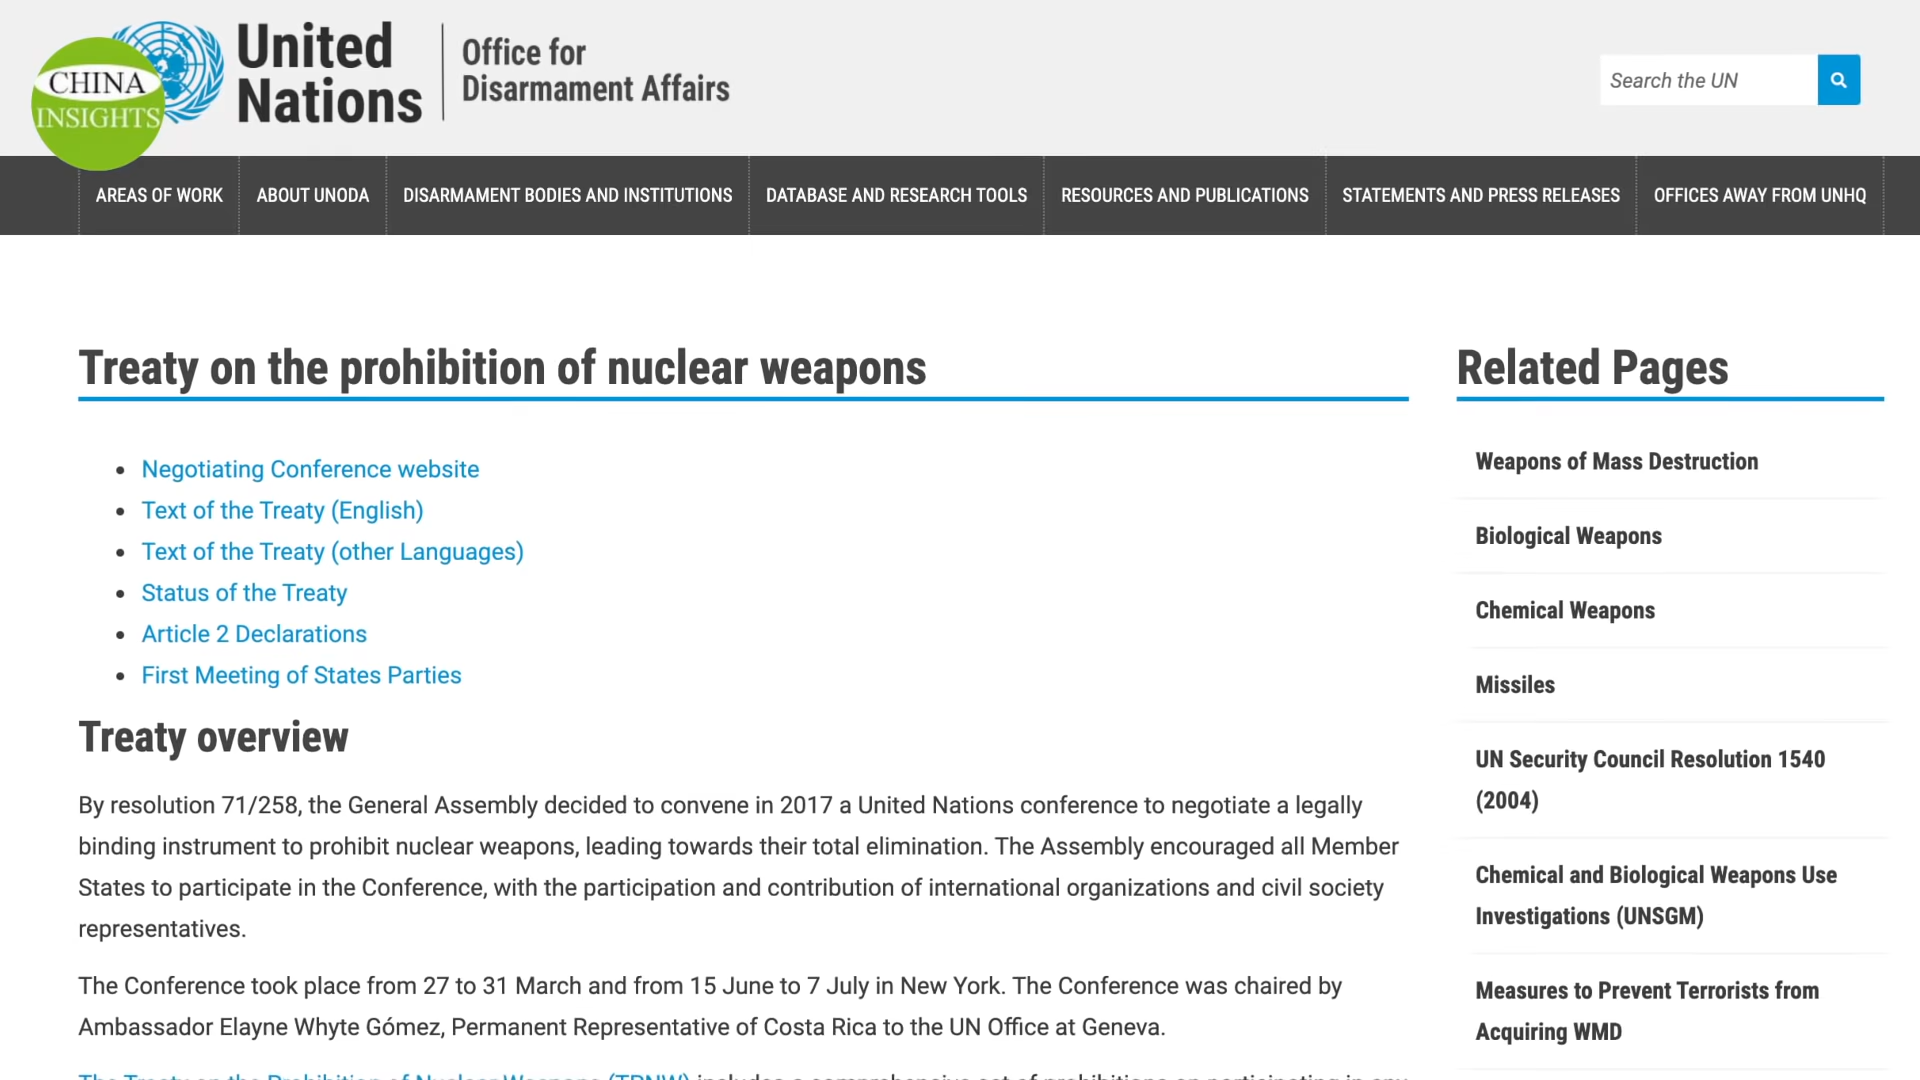 CHINA
INSIGHTS
United
Nations
Office for
Disarmament Affairs
Search the UN
AREAS OF WORK
ABOUT UNODA
DISARMAMENT BODIES AND INSTITUTIONS
DATABASE AND RESEARCH TOOLS
RESOURCES AND PUBLICATIONS
STATEMENTS AND PRESS RELEASES
OFFICES AWAY FROM UNHQ
Treaty on the prohibition of nuclear weapons
Negotiating Conference website
Text of the Treaty (English)
Text of the Treaty (other Languages)
Status of the Treaty
Article 2 Declarations
First Meeting of States Parties
Treaty overview
By resolution 71/258, the General Assembly decided to convene in 2017 a United Nations conference to negotiate a legally
binding instrument to prohibit nuclear weapons, leading towards their total elimination. The Assembly encouraged all Member
States to participate in the Conference, with the participation and contribution of international organizations and civil society
representatives.
The Conference took place from 27 to 31 March and from 15 June to 7 July in New York. The Conference was chaired by
Ambassador Elayne Whyte Gómez, Permanent Representative of Costa Rica to the UN Office at Geneva.
The Treaty on the Prohibition of Nuclear Weapons (TPNW) includes a comprehensive set of prohibitions on participating in any
Related Pages
Weapons of Mass Destruction
Biological Weapons
Chemical Weapons
Missiles
UN Security Council Resolution 1540
(2004)
Chemical and Biological Weapons Use
Investigations (UNSGM)
Measures to Prevent Terrorists from
Acquiring WMD